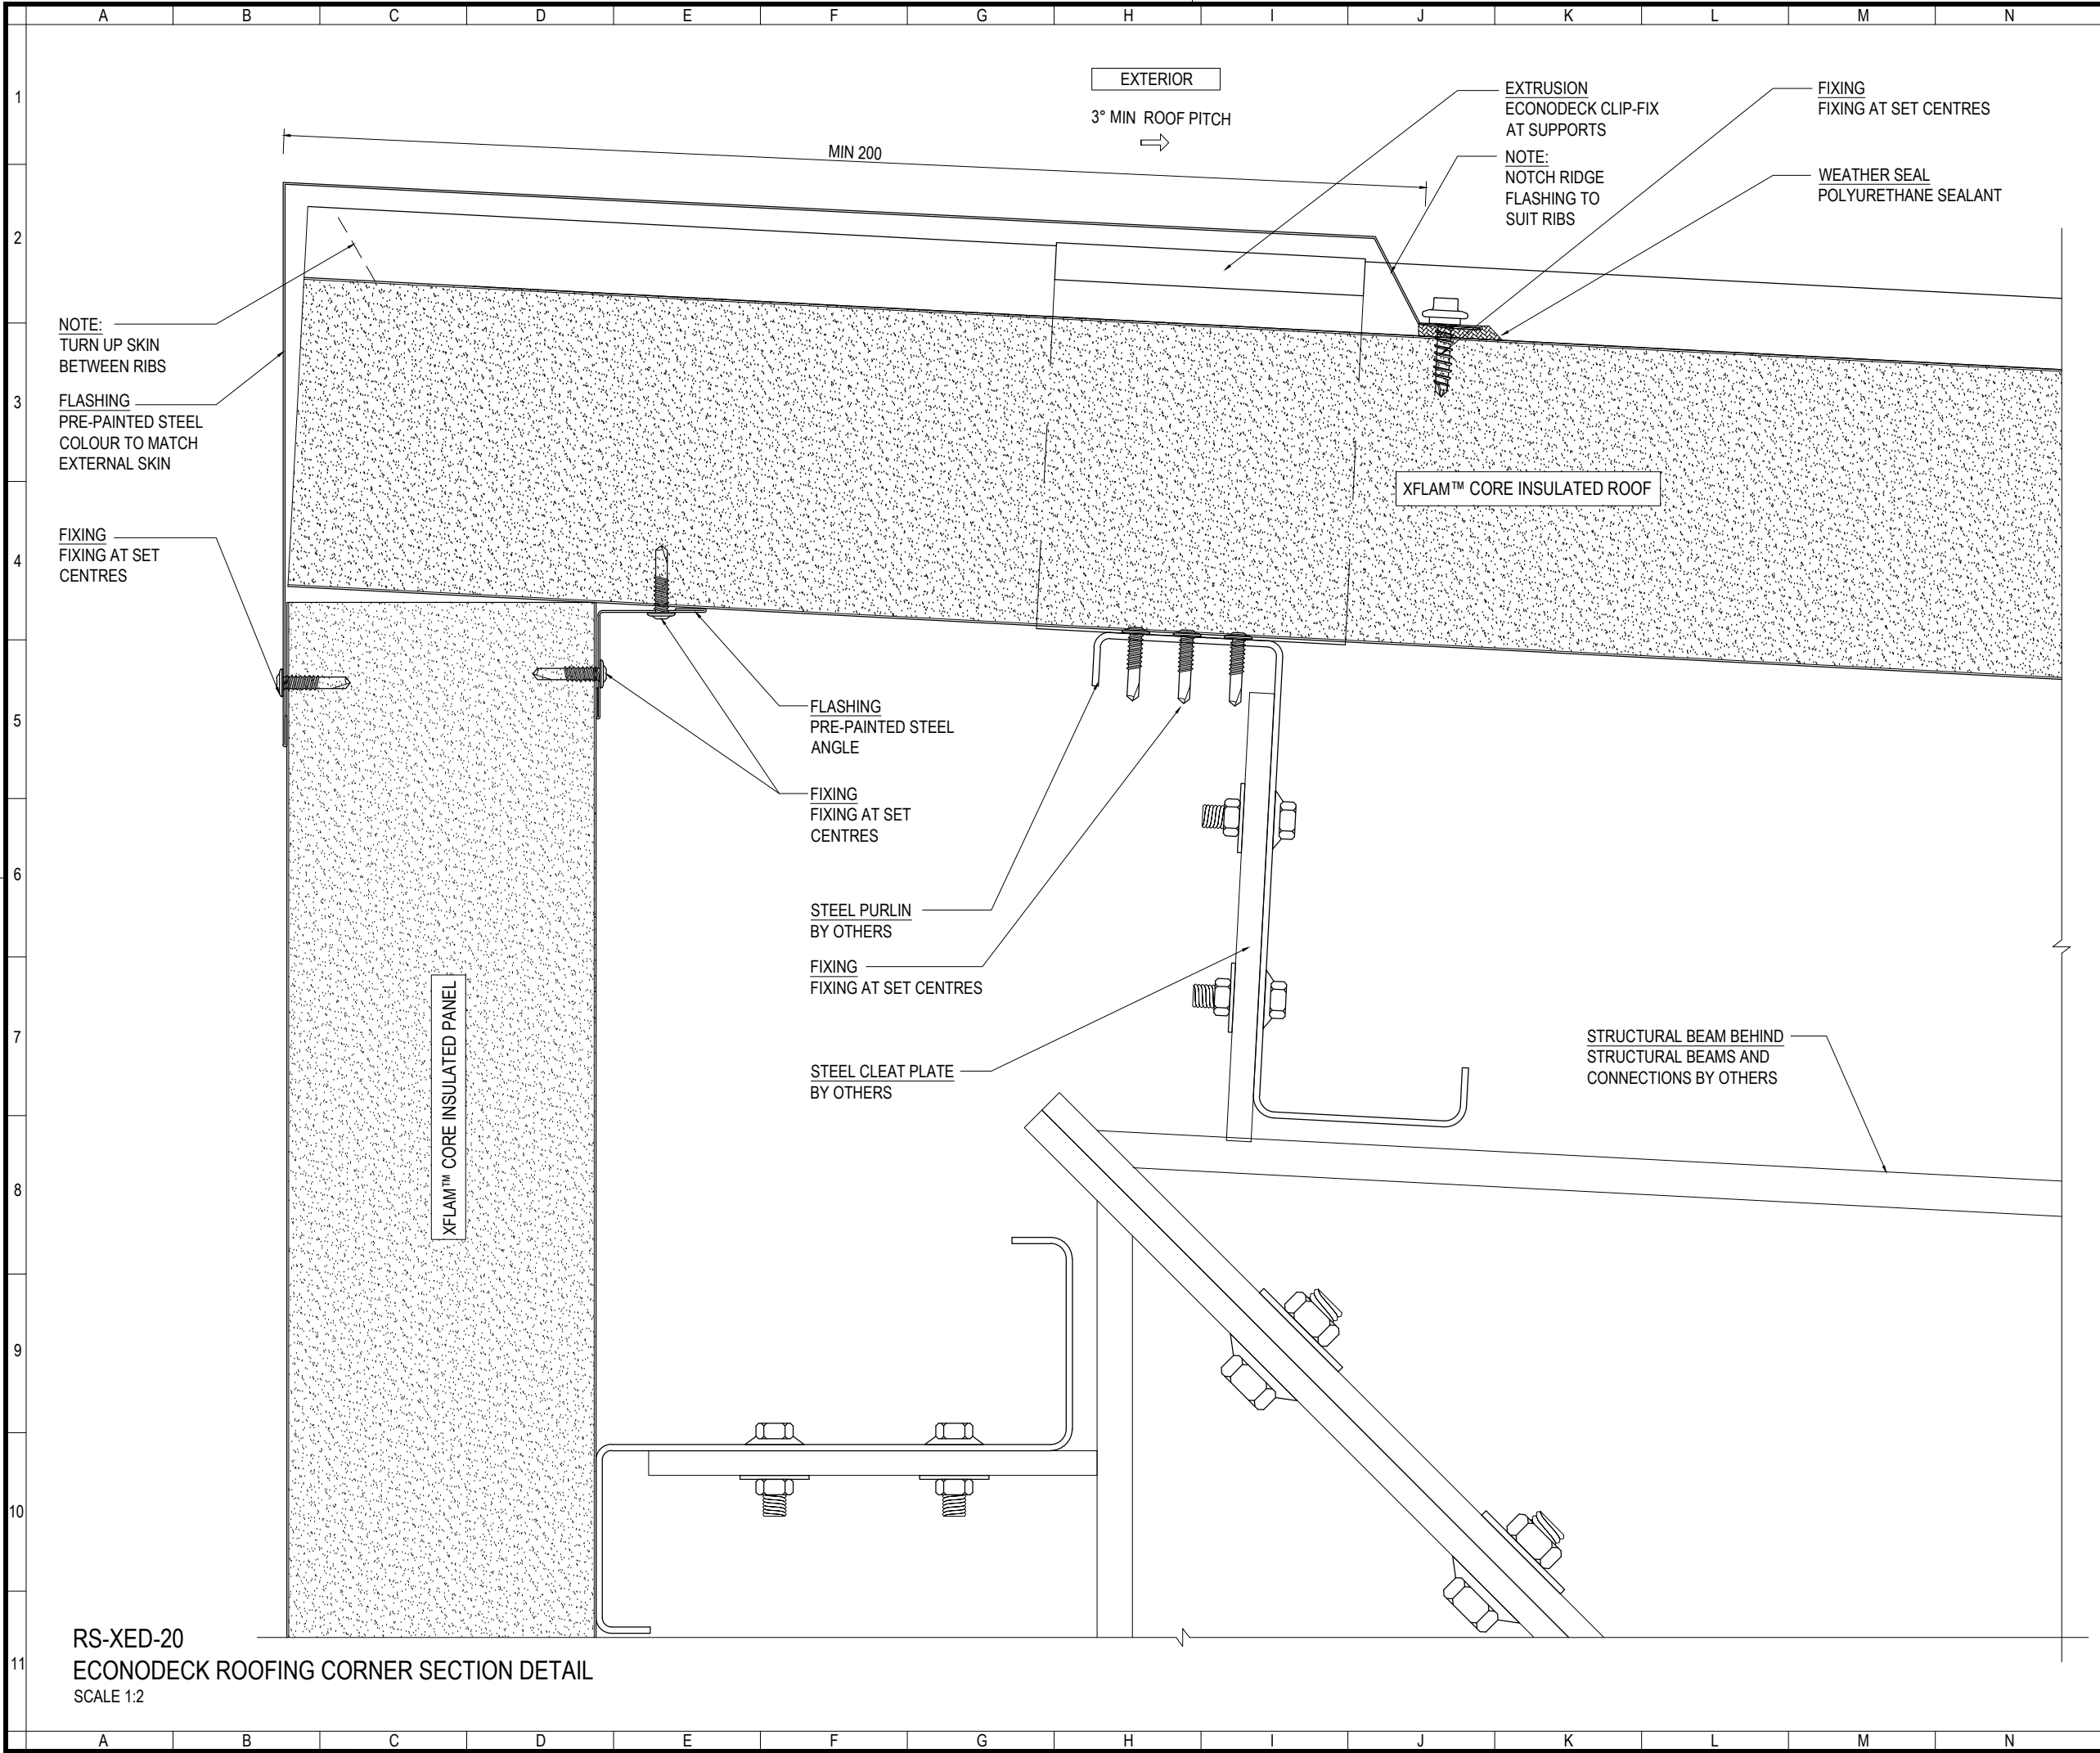 A B C D E F G H I J K L M N
1
2
3
4
5
6
7
8
9
10
11
EXTERIOR
3° MIN ROOF PITCH
MIN 200
EXTRUSION
ECONODECK CLIP-FIX
AT SUPPORTS
NOTE:
NOTCH RIDGE
FLASHING TO
SUIT RIBS
FIXING
FIXING AT SET CENTRES
WEATHER SEAL
POLYURETHANE SEALANT
NOTE:
TURN UP SKIN
BETWEEN RIBS
FLASHING
PRE-PAINTED STEEL
COLOUR TO MATCH
EXTERNAL SKIN
FIXING
FIXING AT SET
CENTRES
XFLAM™ CORE INSULATED ROOF
FLASHING
PRE-PAINTED STEEL
ANGLE
FIXING
FIXING AT SET
CENTRES
STEEL PURLIN
BY OTHERS
FIXING
FIXING AT SET CENTRES
STEEL CLEAT PLATE
BY OTHERS
XFLAM™ CORE INSULATED PANEL
STRUCTURAL BEAM BEHIND
STRUCTURAL BEAMS AND
CONNECTIONS BY OTHERS
RS-XED-20
ECONODECK ROOFING CORNER SECTION DETAIL
SCALE 1:2
A B C D E F G H I J K L M N